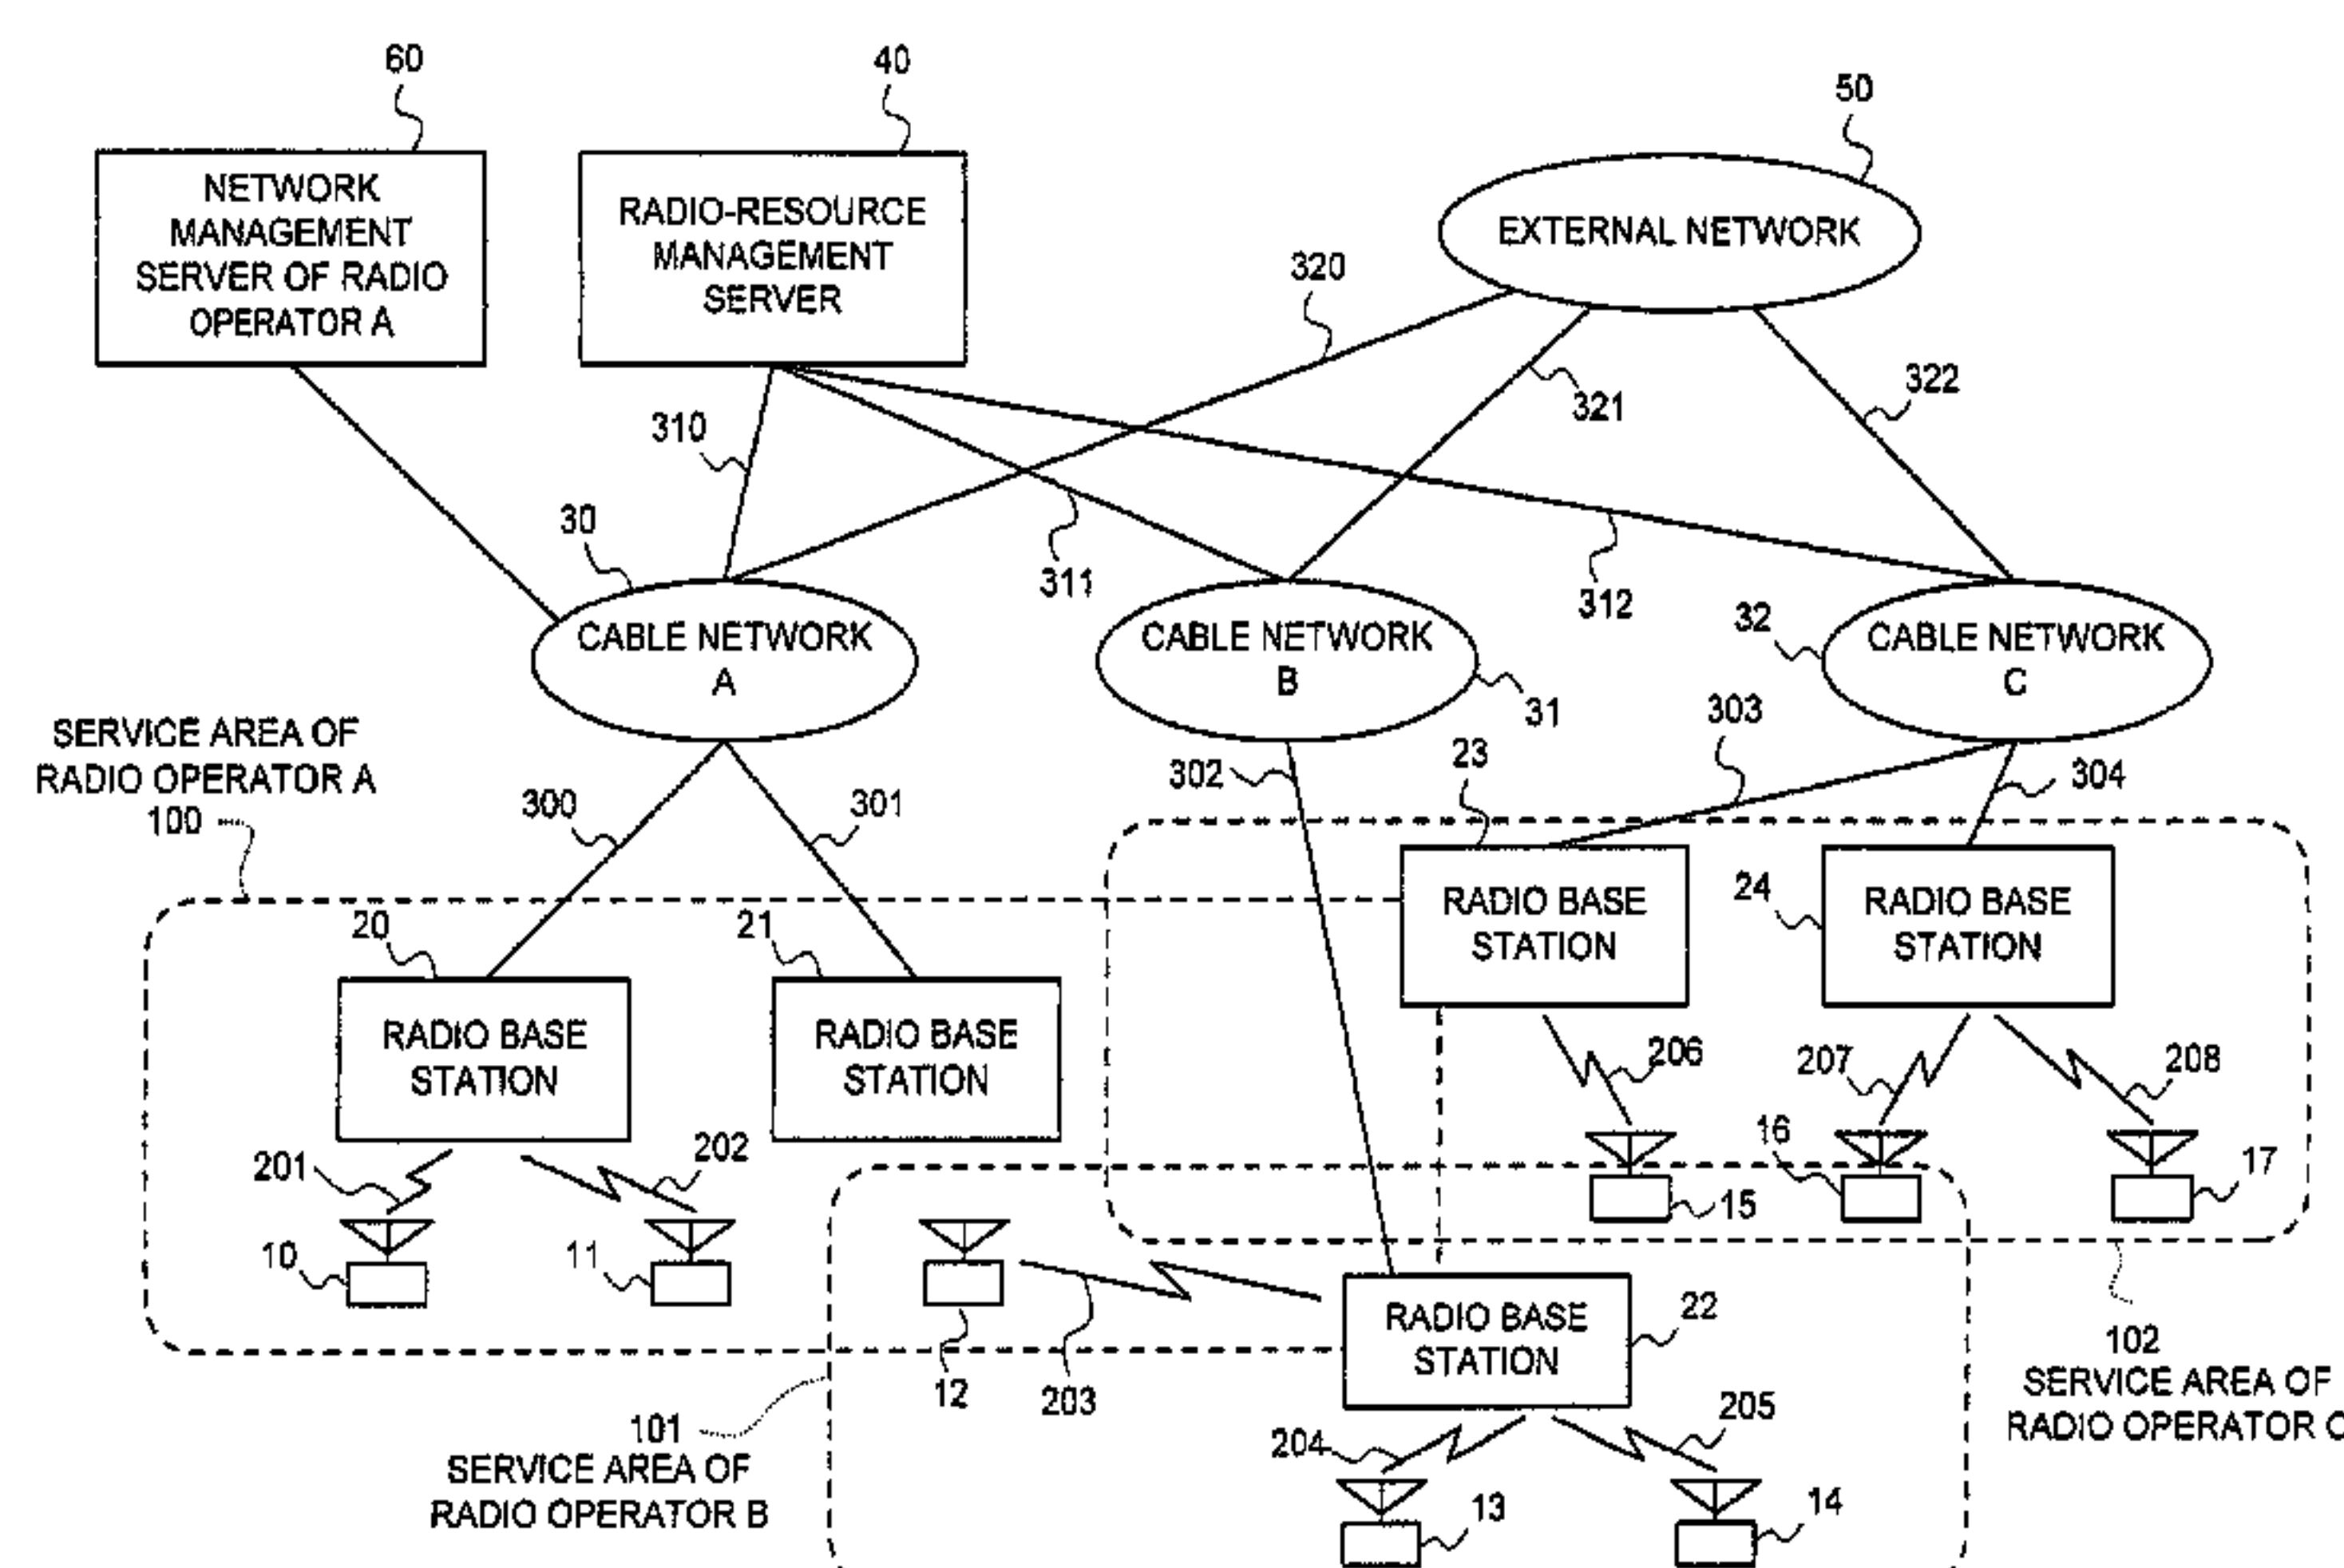 60
40
50
NETWORK
MANAGEMENT
SERVER OF RADIO
OPERATOR A
RADIO-RESOURCE
MANAGEMENT
SERVER
EXTERNAL NETWORK
320
321
322
310
311
312
30
CABLE NETWORK
A
CABLE NETWORK
B
31
32
CABLE NETWORK
C
SERVICE AREA OF
RADIO OPERATOR A
100
300
301
302
23
303
304
20
RADIO BASE
STATION
21
RADIO BASE
STATION
RADIO BASE
STATION
24
RADIO BASE
STATION
201
202
206
207
208
10
11
12
203
15
16
17
RADIO BASE
STATION
22
102
SERVICE AREA OF
RADIO OPERATOR C
101
SERVICE AREA OF
RADIO OPERATOR B
204
205
13
14